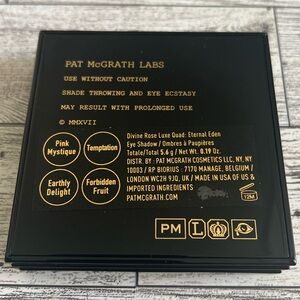 PAT McGRATH LABS
USE WITHOUT CAUTION
SHADE THROWING AND EYE ECSTASY
MAY RESULT WITH PROLONGED USE
© MMXVII
Pink
Mystique
Temptation
Earthly
Delight
Forbidden
Fruit
Divine Rose Luxe Quad: Eternal Eden
Eye Shadow / Ombres à Paupières
Totale/Total 5.6 g / Net Wt. 0.19 Oz.
DISTR. BY: PAT MCGRATH COSMETICS LLC, NY, NY
10003 / RP BIORIUS / 7170 MANAGE, BELGIUM /
LONDON WC2H 9JQ, UK / MADE IN USA OF US &
IMPORTED INGREDIENTS
PATMCGRATH.COM
12M
PM
L